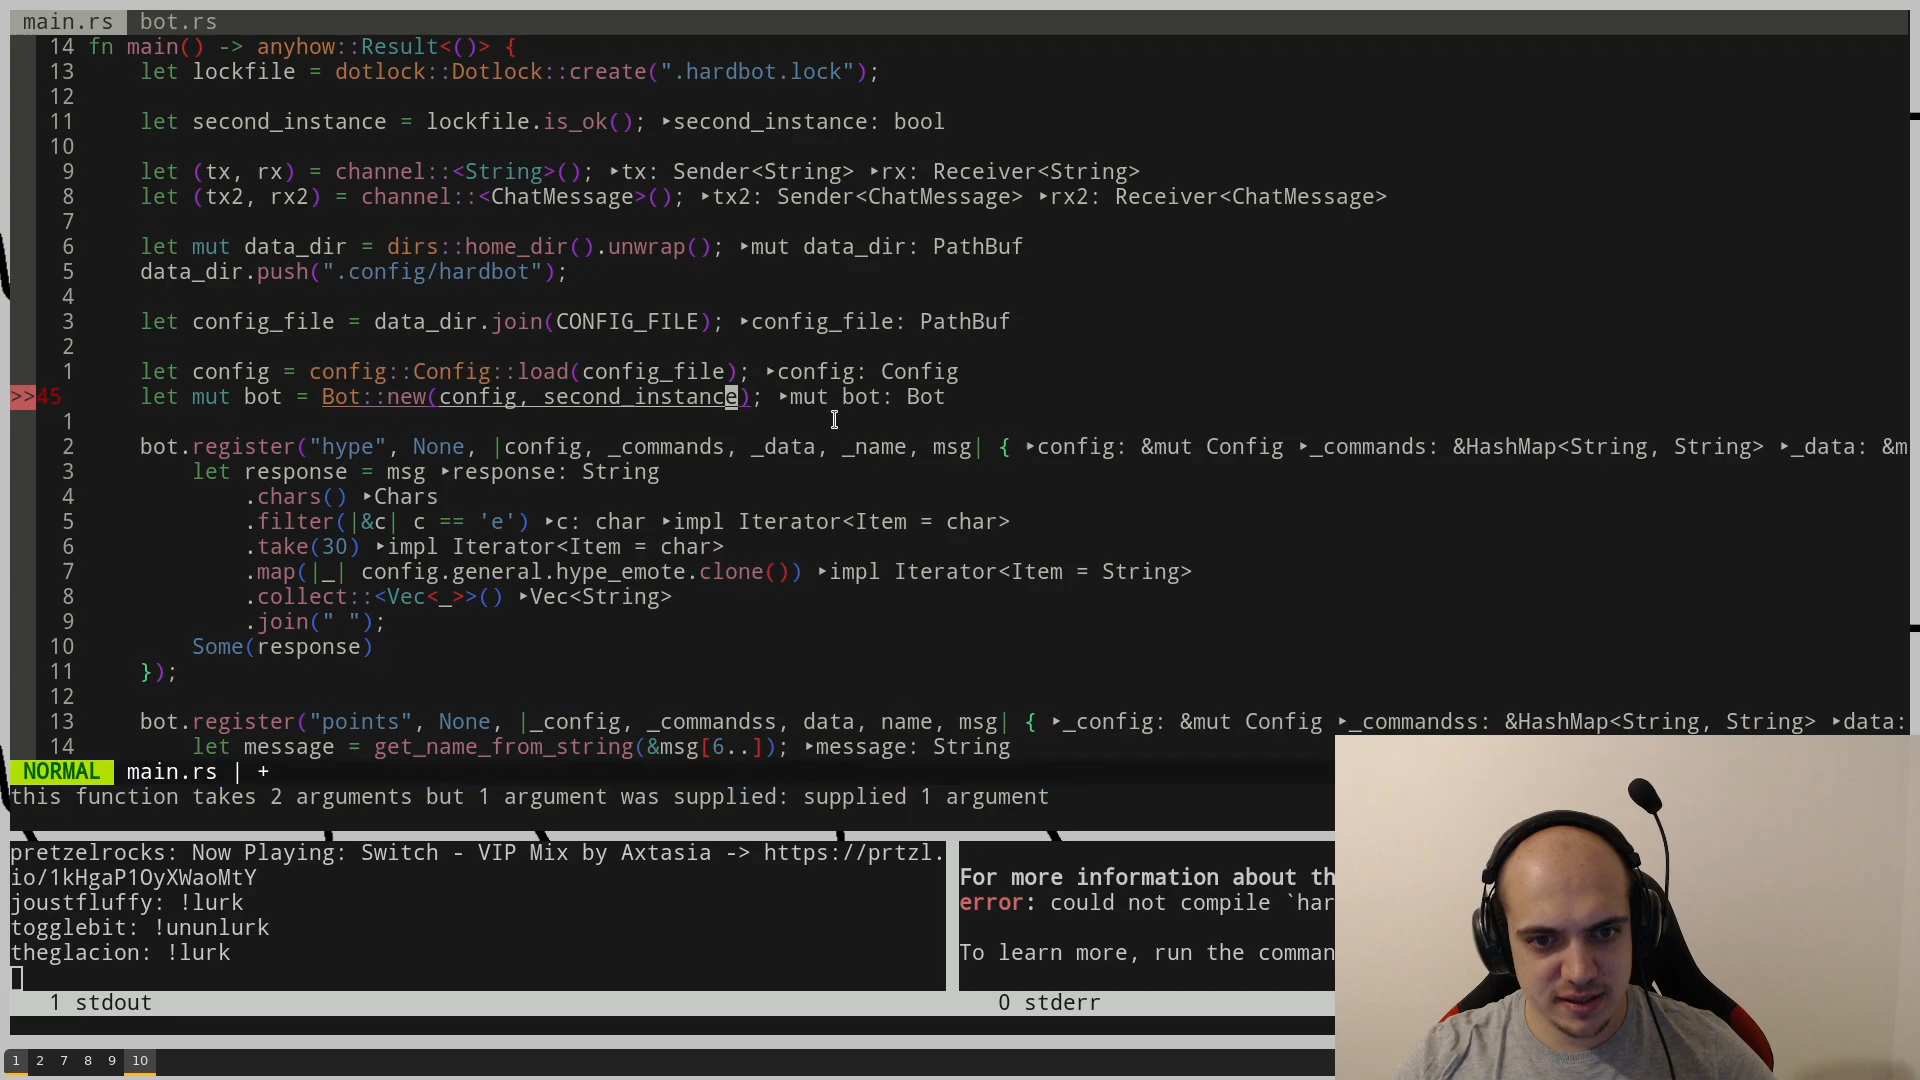 main.rs bot.rs
14 fn main() -> anyhow::Result<()> {
13 let lockfile = dotlock::Dotlock::create(".hardbot.lock");
12
11 let second_instance = lockfile.is_ok(); ‣second_instance: bool
10
9 let (tx, rx) = channel::<String>(); ‣tx: Sender<String> ‣rx: Receiver<String>
8 let (tx2, rx2) = channel::<ChatMessage>(); ‣tx2: Sender<ChatMessage> ‣rx2: Receiver<ChatMessage>
7
6 let mut data_dir = dirs::home_dir().unwrap(); ‣mut data_dir: PathBuf
5 data_dir.push(".config/hardbot");
4
3 let config_file = data_dir.join(CONFIG_FILE); ‣config_file: PathBuf
2
1 let config = config::Config::load(config_file); ‣config: Config
>>45 let mut bot = Bot::new(config, second_instance); ‣mut bot: Bot
1
2 bot.register("hype", None, |config, _commands, _data, _name, msg| { ‣config: &mut Config ‣_commands: &HashMap<String, String> ‣_data: &m
3 let response = msg ‣response: String
4 .chars() ‣Chars
5 .filter(|&c| c == 'e') ‣c: char ‣impl Iterator<Item = char>
6 .take(30) ‣impl Iterator<Item = char>
7 .map(|_| config.general.hype_emote.clone()) ‣impl Iterator<Item = String>
8 .collect::<Vec<_>>() ‣Vec<String>
9 .join(" ");
10 Some(response)
11 });
12
13 bot.register("points", None, |_config, _commandss, data, name, msg| { ‣_config: &mut Config ‣_commandss: &HashMap<String, String> ‣data:
14 let message = get_name_from_string(&msg[6..]); ‣message: String
NORMAL main.rs | +
this function takes 2 arguments but 1 argument was supplied: supplied 1 argument
pretzelrocks: Now Playing: Switch - VIP Mix by Axtasia -> https://prtzl.
io/1kHgaP1OyXWaoMtY
joustfluffy: !lurk
togglebit: !ununlurk
theglacion: !lurk
1 stdout
For more information about th
error: could not compile `har
To learn more, run the comman
0 stderr
1 2 7 8 9 10